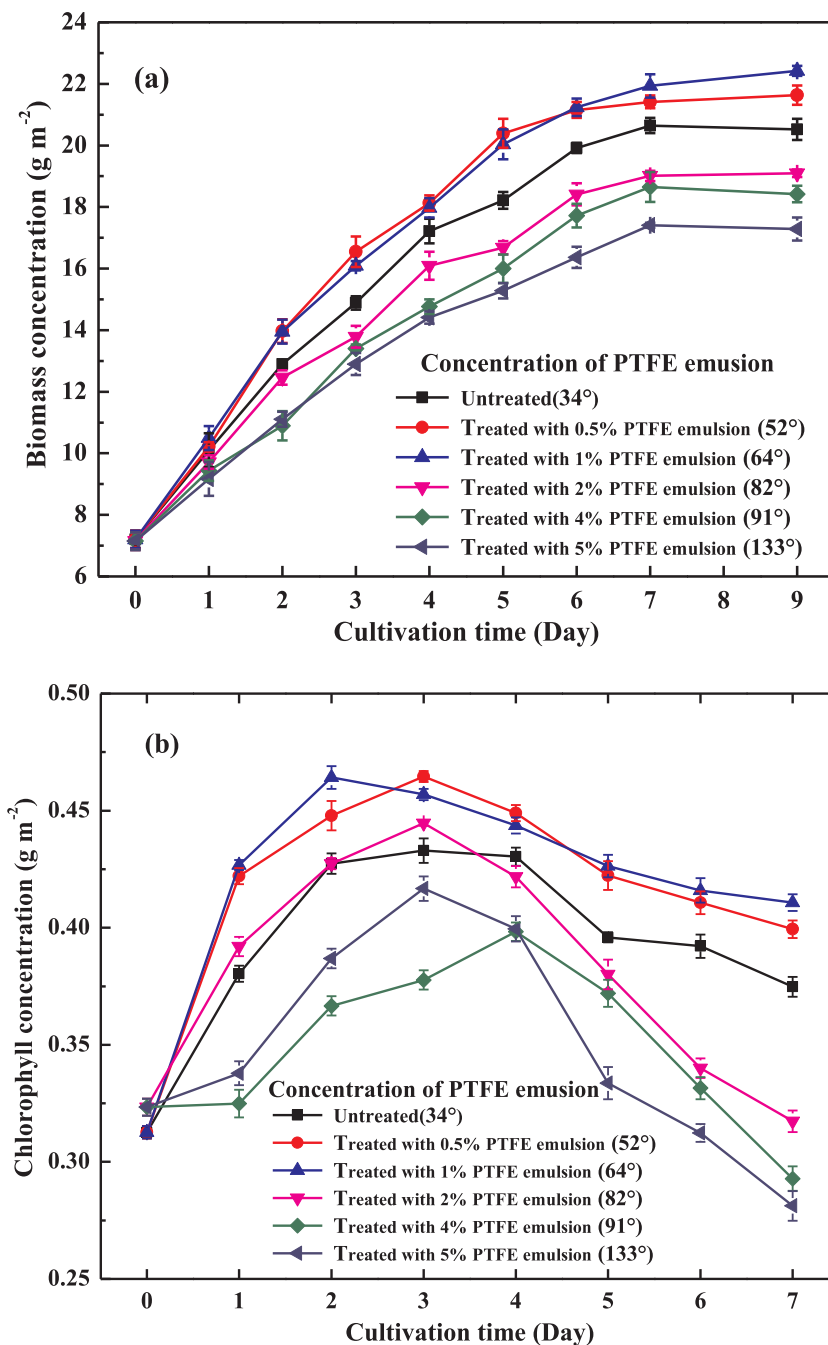 24
22
20
18
16
14
12
10
8
6
(a)
Biomass concentration (g m⁻²)
Concentration of PTFE emusion
Untreated(34°)
Treated with 0.5% PTFE emulsion (52°)
Treated with 1% PTFE emulsion (64°)
Treated with 2% PTFE emulsion (82°)
Treated with 4% PTFE emulsion (91°)
Treated with 5% PTFE emulsion (133°)
0 1 2 3 4 5 6 7 9
Cultivation time (Day)
0.50
0.45
0.40
0.35
0.30
0.25
(b)
Chlorophyll concentration (g m⁻²)
Concentration of PTFE emusion
Untreated(34°)
Treated with 0.5% PTFE emulsion (52°)
Treated with 1% PTFE emulsion (64°)
Treated with 2% PTFE emulsion (82°)
Treated with 4% PTFE emulsion (91°)
Treated with 5% PTFE emulsion (133°)
0 1 2 3 4 5 6 7
Cultivation time (Day)